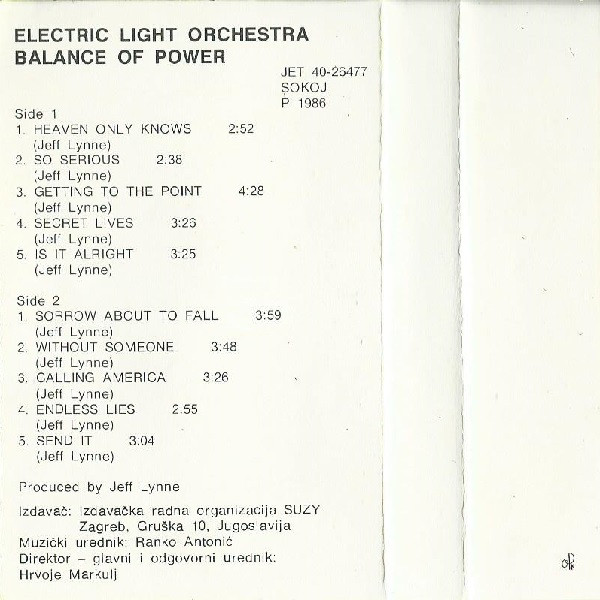 ELECTRIC LIGHT ORCHESTRA
BALANCE OF POWER
JET 40-26477
SOKOJ
P 1986
Side 1
1. HEAVEN ONLY KNOWS 2:52
(Jeff Lynne)
2. SO SERIOUS 2:38
(Jeff Lynne)
3. GETTING TO THE POINT 4:28
(Jeff Lynne)
4. SECRET LIVES 3:26
(Jeff Lynne)
5. IS IT ALRIGHT 3:25
(Jeff Lynne)
Side 2
1. SORROW ABOUT TO FALL 3:59
(Jeff Lynne)
2. WITHOUT SOMEONE 3:48
(Jeff Lynne)
3. CALLING AMERICA 3:26
(Jeff Lynne)
4. ENDLESS LIES 2:55
(Jeff Lynne)
5. SEND IT 3:04
(Jeff Lynne)
Produced by Jeff Lynne
Izdavač: Izdavačka radna organizacija SUZY
Zagreb, Gruška 10, Jugoslavija
Muzički urednik: Ranko Antonić
Direktor – glavni i odgovorni urednik:
Hrvoje Markulj